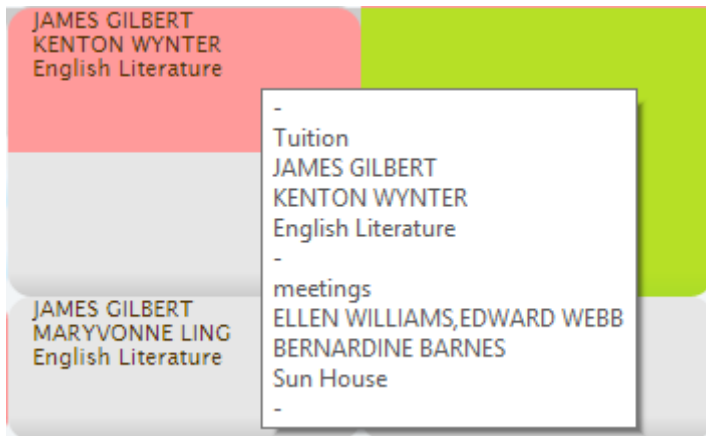 JAMES GILBERT
KENTON WYNTER
English Literature
-
Tuition
JAMES GILBERT
KENTON WYNTER
English Literature
-
meetings
ELLEN WILLIAMS,EDWARD WEBB
BERNARDINE BARNES
Sun House
-
JAMES GILBERT
MARYVONNE LING
English Literature